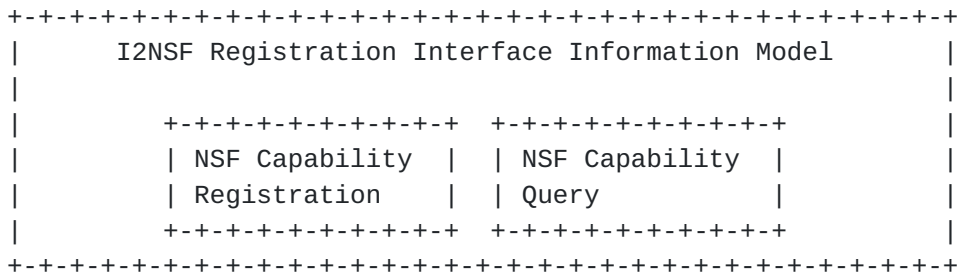 +-+-+-+-+-+-+-+-+-+-+-+-+-+-+-+-+-+-+-+-+-+-+-+-+-+-+-+-+-+-+
|      I2NSF Registration Interface Information Model       |
|                                                           |
|         +-+-+-+-+-+-+-+-+-+  +-+-+-+-+-+-+-+-+-+          |
|         | NSF Capability  |  | NSF Capability  |          |
|         | Registration    |  | Query           |          |
|         +-+-+-+-+-+-+-+-+-+  +-+-+-+-+-+-+-+-+-+          |
+-+-+-+-+-+-+-+-+-+-+-+-+-+-+-+-+-+-+-+-+-+-+-+-+-+-+-+-+-+-+